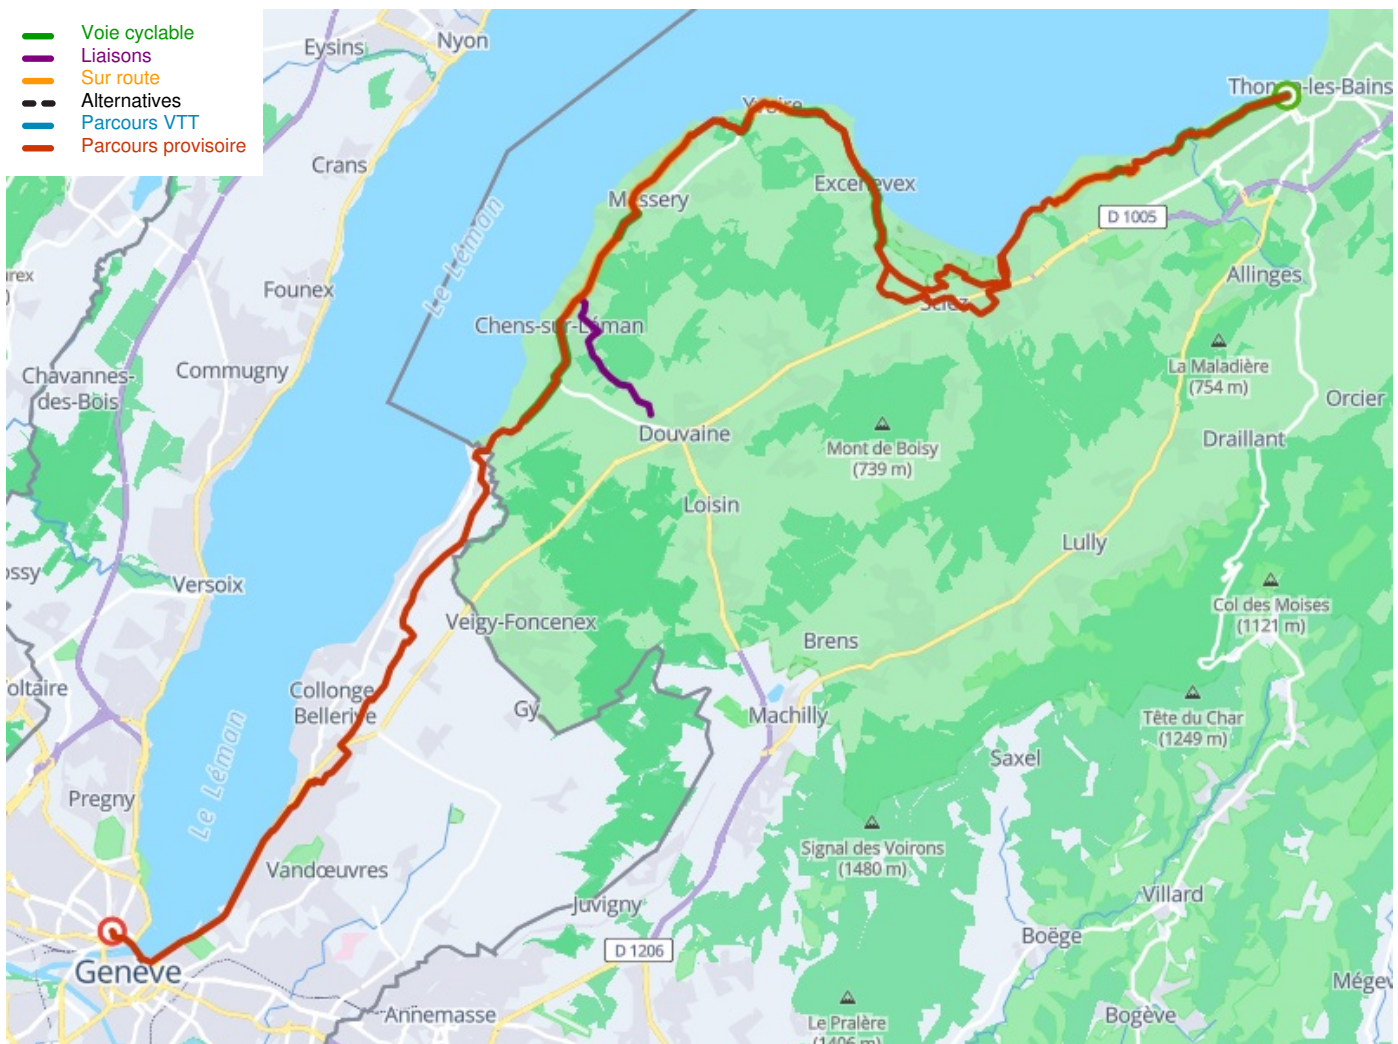 Voie cyclable
Liaisons
Sur route
Alternatives
Parcours VTT
Parcours provisoire
Eysins
Nyon
Crans
Founex
Commugny
Chavannes-
des-Bois
Versoix
Le Léman
Messery
Excenevex
Chens-sur-Léman
Douvaine
Loisin
D 1005
Allinges
La Maladière
(754 m)
Orcier
Draillant
Mont de Boisy
(739 m)
Lully
Col des Moises
(1121 m)
Veigy-Foncenex
Brens
Collonge
Bellerive
Gy
Machilly
Tête du Char
(1249 m)
Saxel
Pregny
Le Léman
Signal des Voirons
(1480 m)
Vandœuvres
Juvigny
Villard
Boëge
D 1206
Genève
Annemasse
Le Pralère
(1406 m)
Bogève